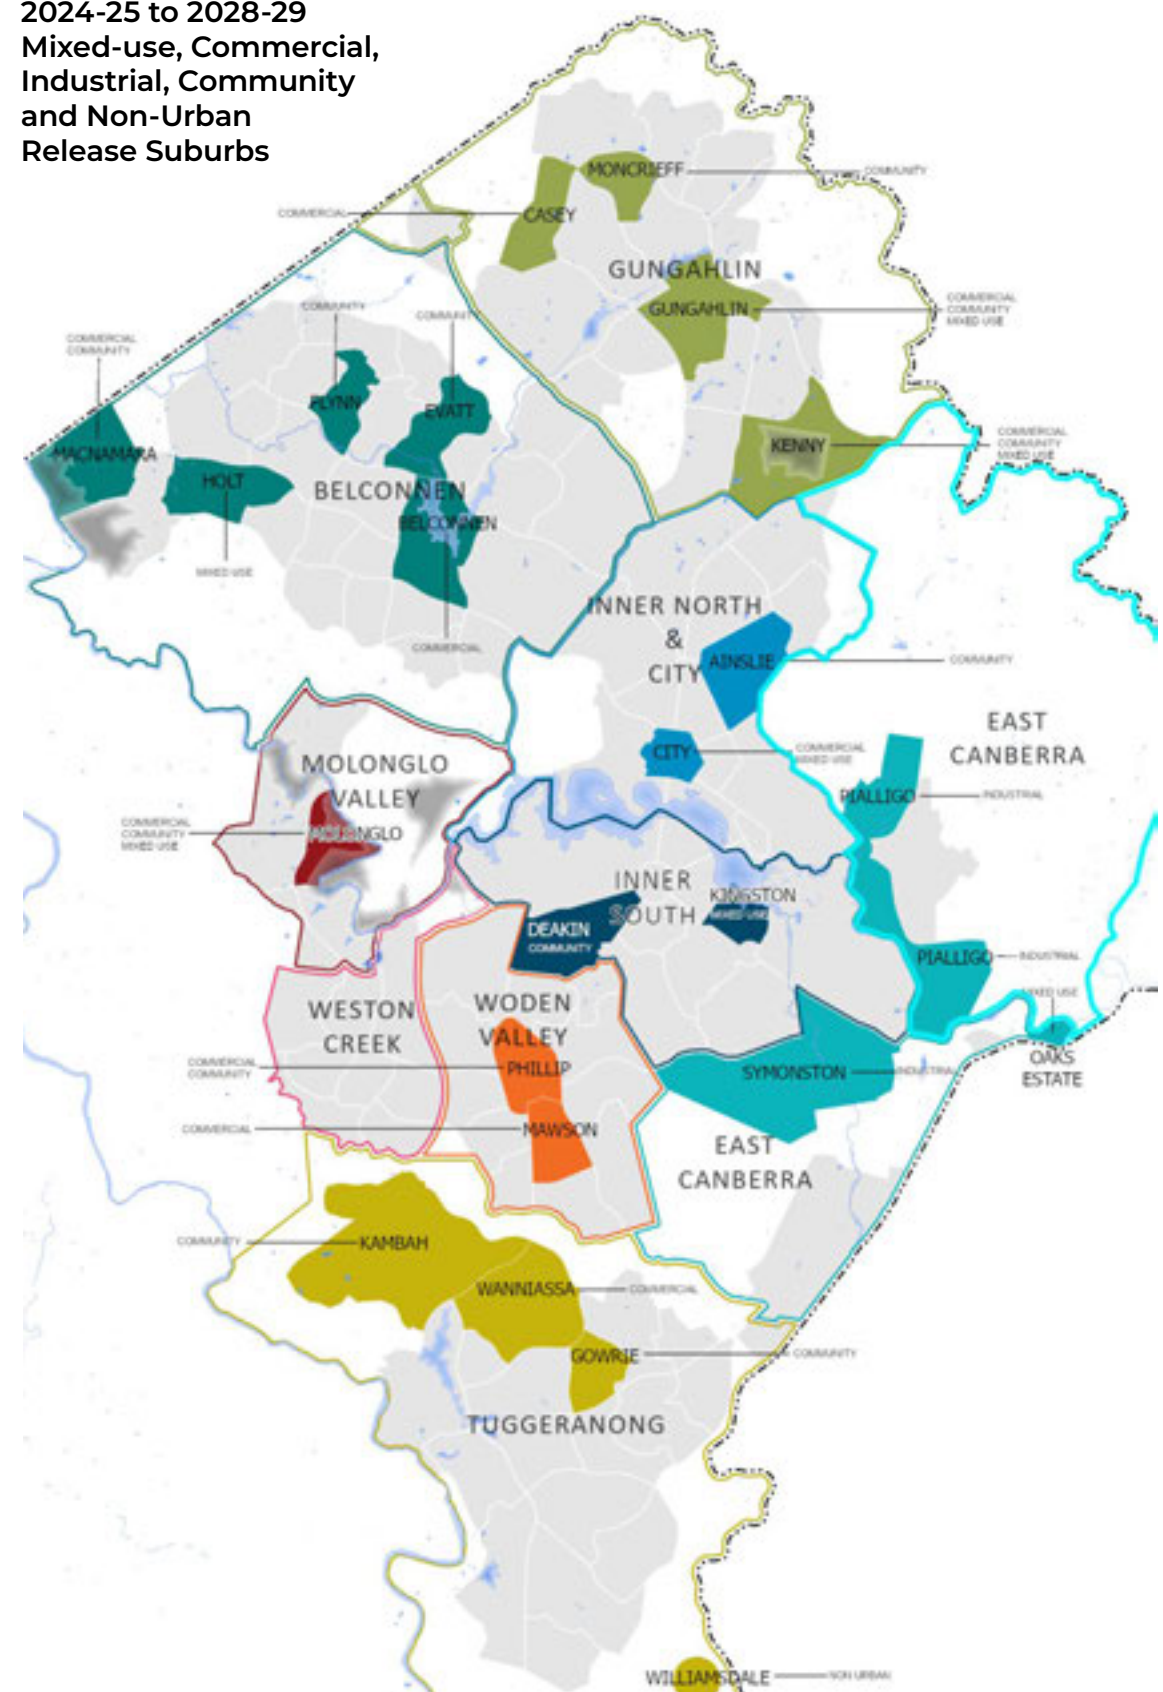 2024-25 to 2028-29
Mixed-use, Commercial,
Industrial, Community
and Non-Urban
Release Suburbs
MONCRIEFF
COMMUNITY
COMMERCIAL
CASEY
GUNGAHLIN
GUNGAHLIN
COMMERCIAL
COMMUNITY
MIXED USE
COMMUNITY
COMMUNITY
COMMERCIAL
COMMUNITY
FLYNN
EVATT
MACNAMARA
HOLT
BELCONNEN
BELCONNEN
MIXED USE
COMMERCIAL
KENNY
COMMERCIAL
COMMUNITY
MIXED USE
INNER NORTH
&
CITY
AINSLIE
COMMUNITY
CITY
COMMERCIAL
MIXED USE
EAST
CANBERRA
PIALLIGO
INDUSTRIAL
MOLONGLO
VALLEY
COMMERCIAL
COMMUNITY
MIXED USE
MOLONGLO
INNER
SOUTH
KINGSTON
MIXED USE
DEAKIN
COMMUNITY
PIALLIGO
INDUSTRIAL
MIXED USE
OAKS
ESTATE
WESTON
CREEK
WODEN
VALLEY
COMMERCIAL
COMMUNITY
PHILLIP
SYMONSTON
INDUSTRIAL
COMMERCIAL
MAWSON
EAST
CANBERRA
COMMUNITY
KAMBAH
WANNIASSA
COMMERCIAL
GOWRIE
COMMUNITY
TUGGERANONG
WILLIAMSDALE
NON URBAN